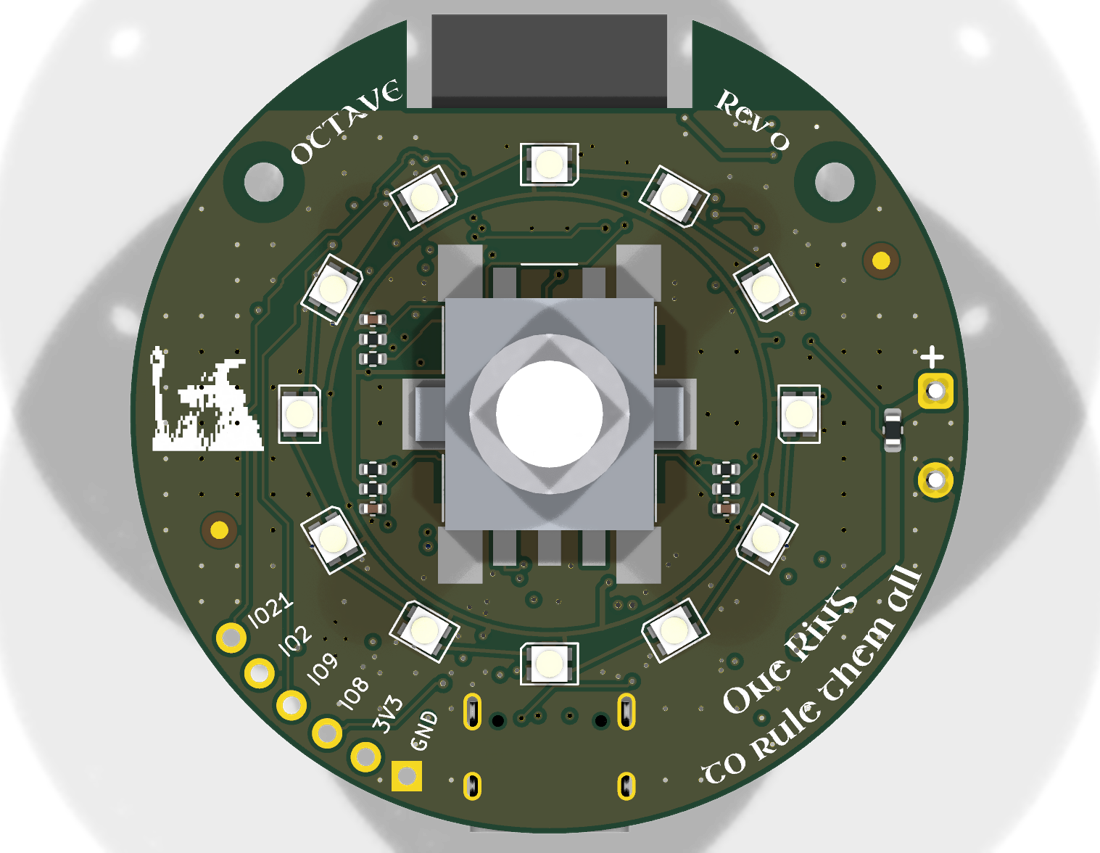 OCTAVE
Rev 0
+
IO21
IO2
IO9
IO8
3V3
GND
One Ring
to rule them all